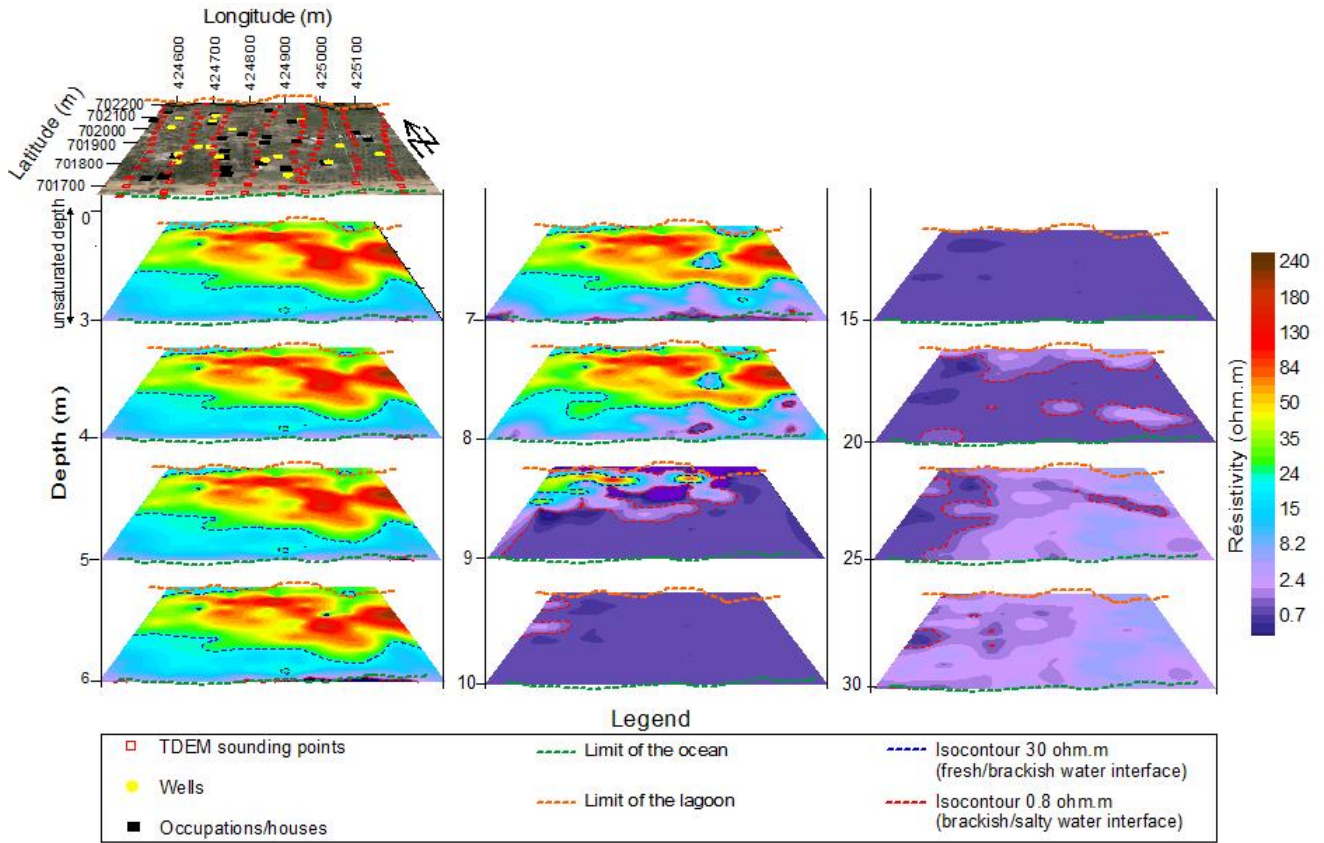 Longitude (m)
424600
424700
424800
424900
425000
425100
Latitude (m)
702200
702100
702000
701900
701800
701700
N
unsaturated depth
0
3
4
5
6
Depth (m)
7
8
9
10
15
20
25
30
240
180
130
84
50
35
24
15
8.2
2.4
0.7
Résistivity (ohm.m)
Legend
TDEM sounding points
Wells
Occupations/houses
Limit of the ocean
Limit of the lagoon
Isocontour 30 ohm.m
(fresh/brackish water interface)
Isocontour 0.8 ohm.m
(brackish/salty water interface)